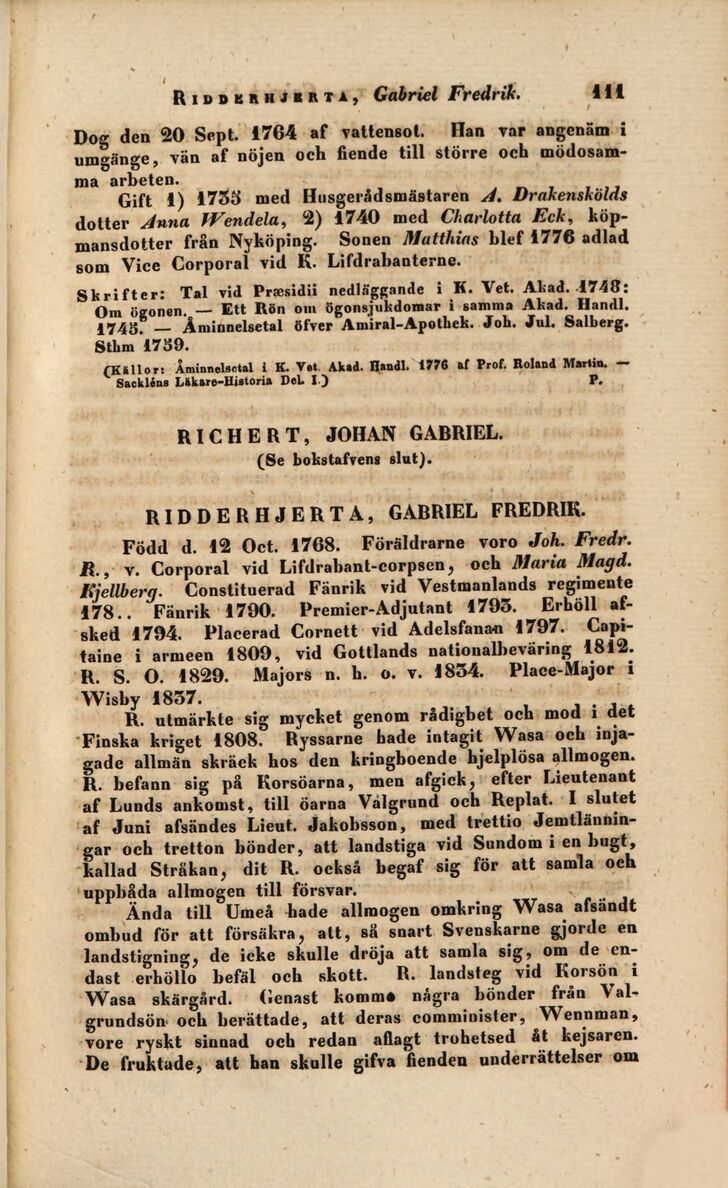 RIDDERHJERTA, Gabriel Fredrik. 111
Dog den 20 Sept. 1764 af vattensot. Han var angenäm i
umgänge, vän af nöjen och fiende till större och mödosam-
ma arbeten.
Gift 1) 1735 med Husgerådsmästaren A. Drakenskölds
dotter Anna Wendela, 2) 1740 med Charlotta Eck, köp-
mansdotter från Nyköping. Sonen Matthias blef 1776 adlad
som Vice Corporal vid K. Lifdrabanterne.
Skrifter: Tal vid Præsidii nedläggande i K. Vet. Akad. 1748:
Om ögonen. — Ett Rön om ögonsjukdomar i samma Akad. Handl.
1745. — Åminnelsetal öfver Amiral-Apothek. Joh. Jul. Salberg.
Sthm 1759.
(Källor: Åminnelsetal i K. Vet. Akad. Handl. 1776 af Prof. Roland Martin. —
Sackléns Läkare-Historia Del. I.) P.
RICHERT, JOHAN GABRIEL.
(Se bokstafvens slut).
RIDDERHJERTA, GABRIEL FREDRIK.
Född d. 12 Oct. 1768. Föräldrarne voro Joh. Fredr.
R., v. Corporal vid Lifdrabant-corpsen, och Maria Magd.
Kjellberg. Constituerad Fänrik vid Vestmanlands regimente
178.. Fänrik 1790. Premier-Adjutant 1793. Erhöll af-
sked 1794. Placerad Cornett vid Adelsfanan 1797. Capi-
taine i armeen 1809, vid Gottlands nationalbeväring 1812.
R. S. O. 1829. Majors n. h. o. v. 1834. Place-Major i
Wisby 1837.
R. utmärkte sig mycket genom rådighet och mod i det
Finska kriget 1808. Ryssarne hade intagit Wasa och inja-
gade allmän skräck hos den kringboende hjelplösa allmogen.
R. befann sig på Korsöarna, men afgick, efter Lieutenant
af Lunds ankomst, till öarna Valgrund och Replat. I slutet
af Juni afsändes Lieut. Jakobsson, med trettio Jemtlännin-
gar och tretton bönder, att landstiga vid Sundom i en bugt,
kallad Stråkan, dit R. också begaf sig för att samla och
uppbåda allmogen till försvar.
Ända till Umeå hade allmogen omkring Wasa afsändt
ombud för att försäkra, att, så snart Svenskarne gjorde en
landstigning, de icke skulle dröja att samla sig, om de en-
dast erhöllo befäl och skott. R. landsteg vid Korsön i
Wasa skärgård. Genast kommo några bönder från Val-
grundsön och berättade, att deras comminister, Wennman,
vore ryskt sinnad och redan aflagt trohetsed åt kejsaren.
De fruktade, att han skulle gifva fienden underrättelser om